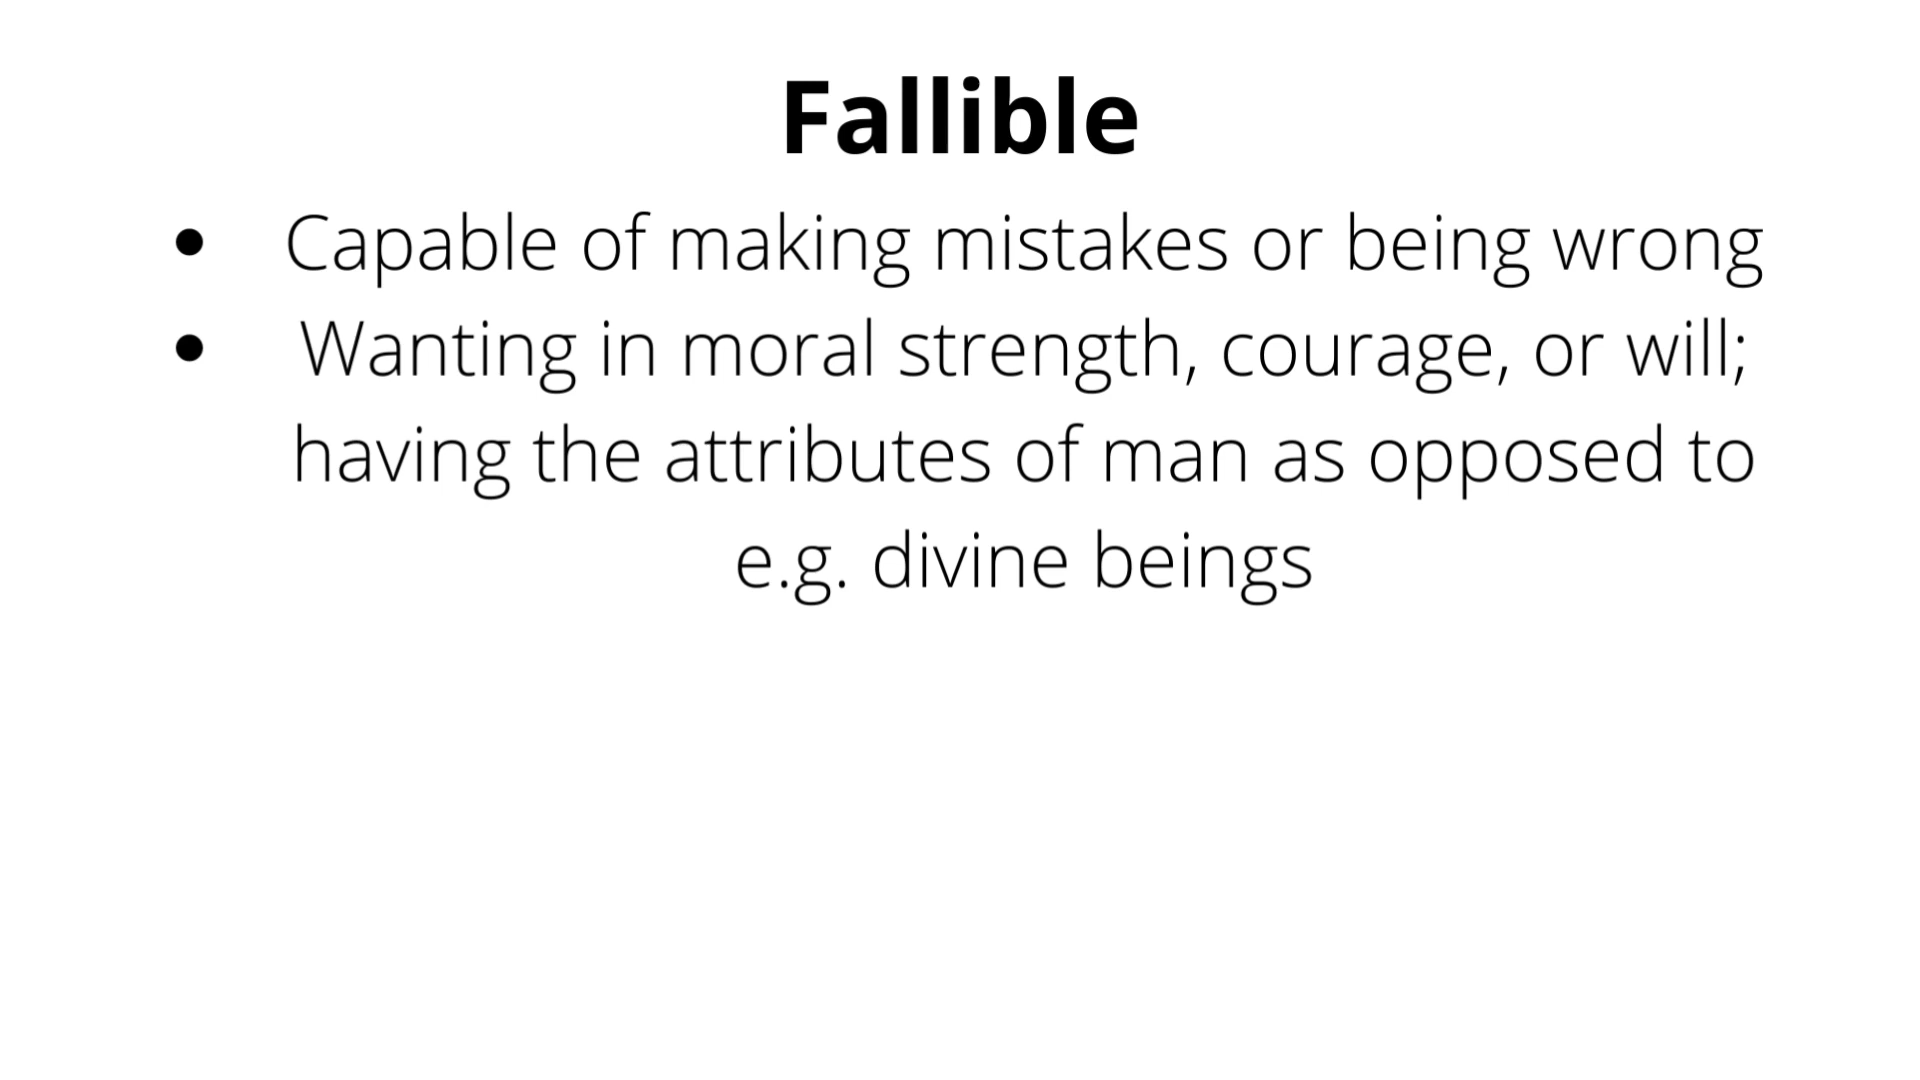 Fallible
• Capable of making mistakes or being wrong
• Wanting in moral strength, courage, or will;
having the attributes of man as opposed to
e.g. divine beings